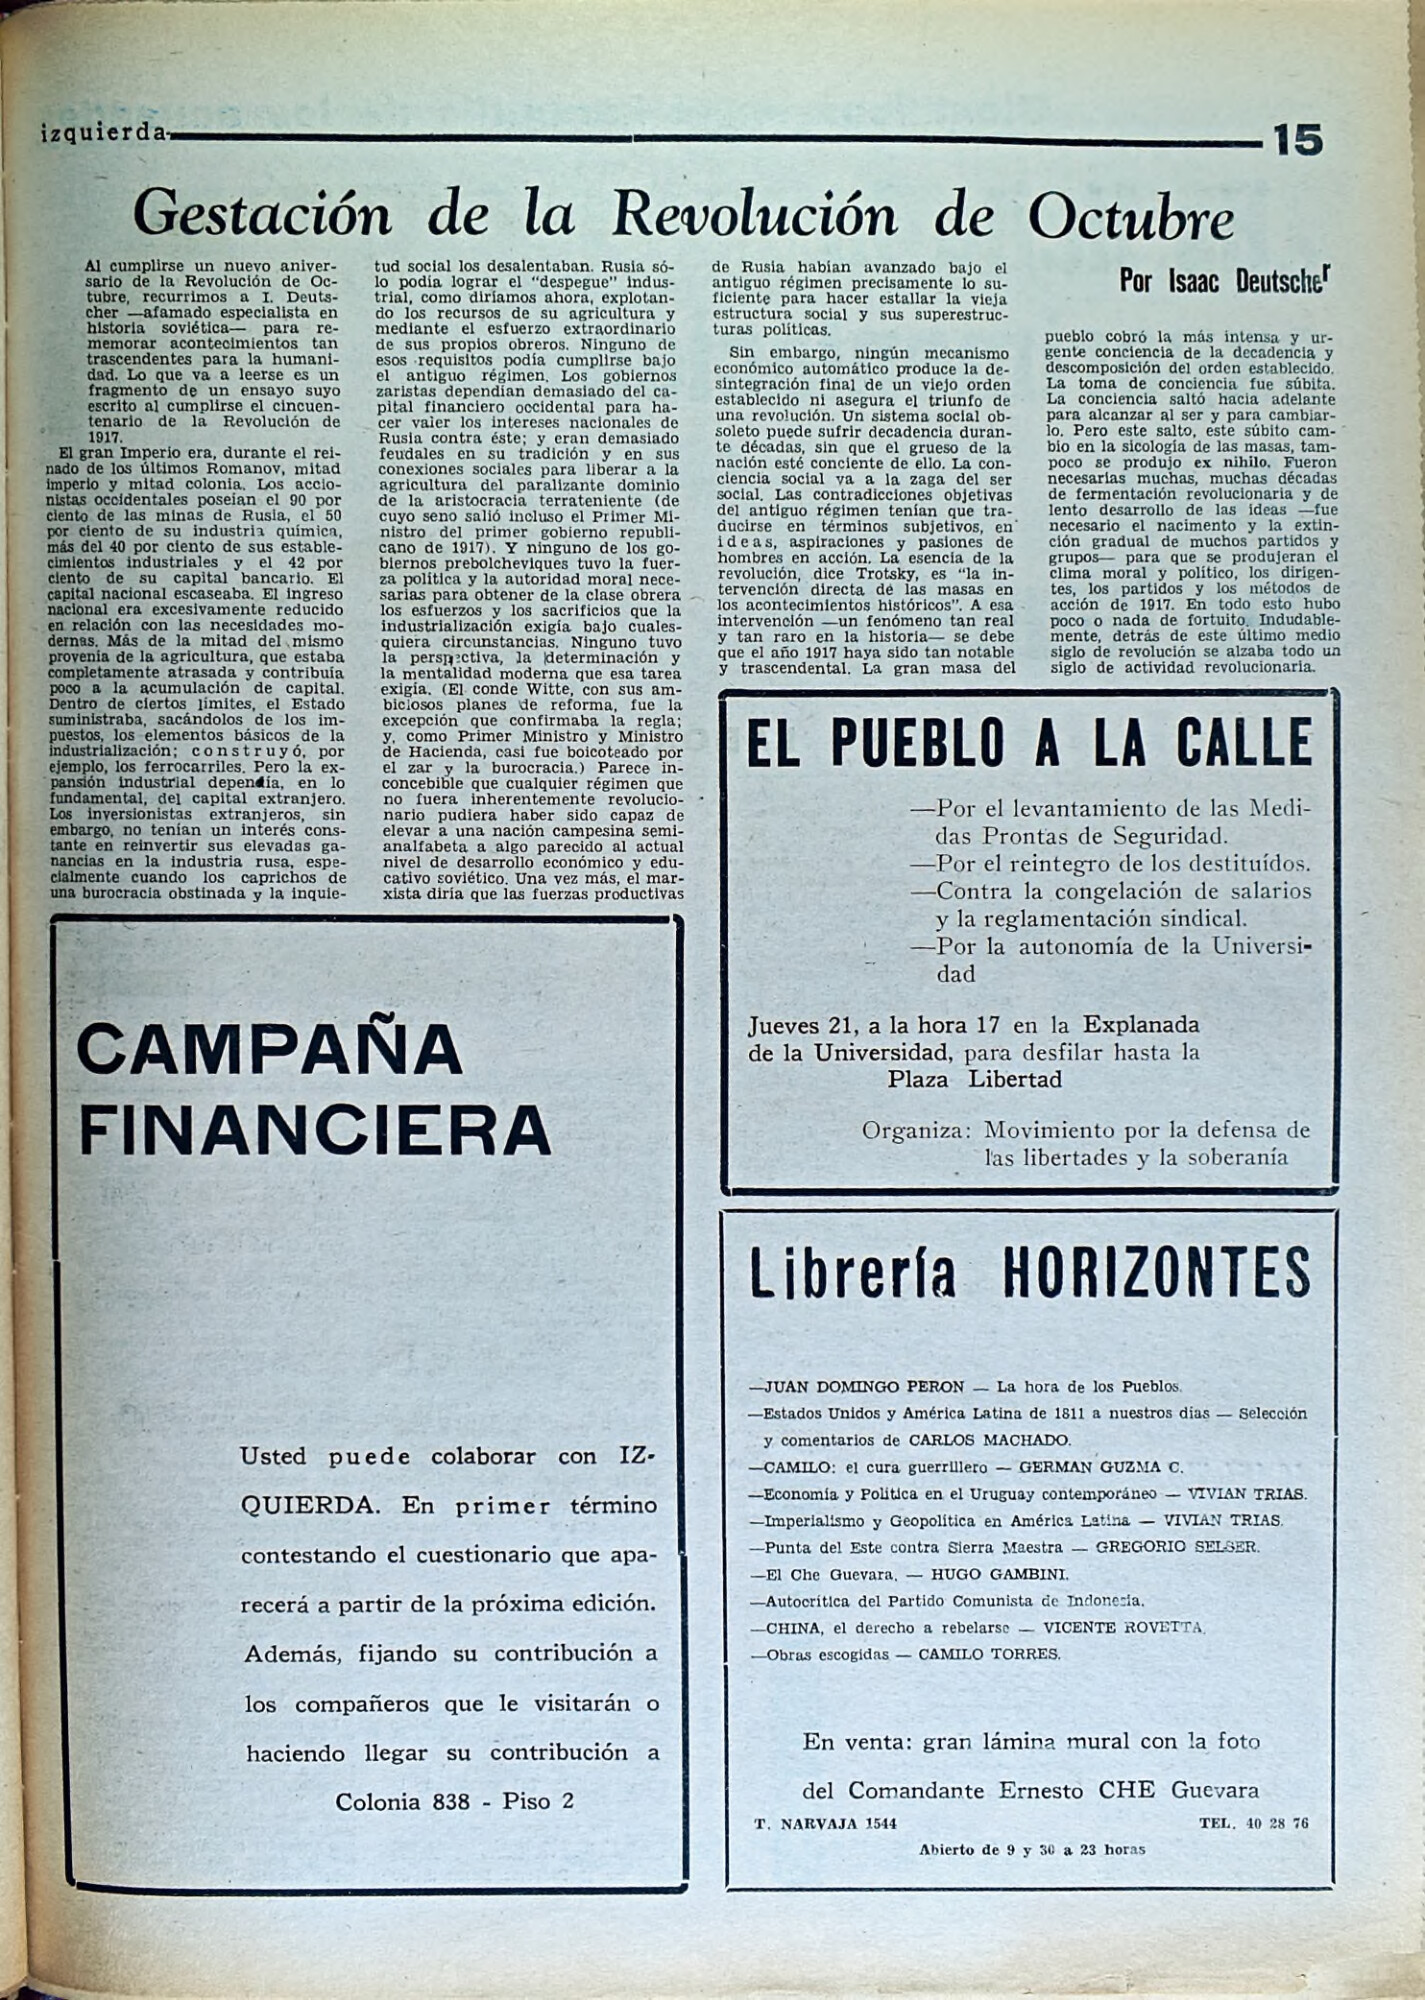 izquierda
15
Gestación de la Revolución de Octubre
Por Isaac Deutscher
Al cumplirse un nuevo aniver-
sario de la Revolución de Oc-
tubre, recurrimos a I. Deuts-
cher —afamado especialista en
historia soviética— para re-
memorar acontecimientos tan
trascendentes para la humani-
dad. Lo que va a leerse es un
fragmento de un ensayo suyo
escrito al cumplirse el cincuen-
tenario de la Revolución de
1917.
El gran Imperio era, durante el rei-
nado de los últimos Romanov, mitad
imperio y mitad colonia. Los accio-
nistas occidentales poseían el 90 por
ciento de las minas de Rusia, el 50
por ciento de su industria química,
más del 40 por ciento de sus estable-
cimientos industriales y el 42 por
ciento de su capital bancario. El
capital nacional escaseaba. El ingreso
nacional era excesivamente reducido
en relación con las necesidades mo-
dernas. Más de la mitad del mismo
provenía de la agricultura, que estaba
completamente atrasada y contribuía
poco a la acumulación de capital.
Dentro de ciertos límites, el Estado
suministraba, sacándolos de los im-
puestos, los elementos básicos de la
industrialización; construyó, por
ejemplo, los ferrocarriles. Pero la ex-
pansión industrial dependía, en lo
fundamental, del capital extranjero.
Los inversionistas extranjeros, sin
embargo, no tenían un interés cons-
tante en reinvertir sus elevadas ga-
nancias en la industria rusa, espe-
cialmente cuando los caprichos de
una burocracia obstinada y la inquie-
tud social los desalentaban. Rusia só-
lo podía lograr el "despegue" indus-
trial, como diríamos ahora, explotan-
do los recursos de su agricultura y
mediante el esfuerzo extraordinario
de sus propios obreros. Ninguno de
esos requisitos podía cumplirse bajo
el antiguo régimen. Los gobiernos
zaristas dependían demasiado del ca-
pital financiero occidental para ha-
cer valer los intereses nacionales de
Rusia contra éste; y eran demasiado
feudales en su tradición y en sus
conexiones sociales para liberar a la
agricultura del paralizante dominio
de la aristocracia terrateniente (de
cuyo seno salió incluso el Primer Mi-
nistro del primer gobierno republi-
cano de 1917). Y ninguno de los go-
biernos prebolcheviques tuvo la fuer-
za política y la autoridad moral nece-
sarias para obtener de la clase obrera
los esfuerzos y los sacrificios que la
industrialización exigía bajo cuales-
quiera circunstancias. Ninguno tuvo
la perspectiva, la determinación y
la mentalidad moderna que esa tarea
exigía. (El conde Witte, con sus am-
biciosos planes de reforma, fue la
excepción que confirmaba la regla;
y, como Primer Ministro y Ministro
de Hacienda, casi fue boicoteado por
el zar y la burocracia.) Parece in-
concebible que cualquier régimen que
no fuera inherentemente revolucio-
nario pudiera haber sido capaz de
elevar a una nación campesina semi-
analfabeta a algo parecido al actual
nivel de desarrollo económico y edu-
cativo soviético. Una vez más, el mar-
xista diría que las fuerzas productivas
de Rusia habían avanzado bajo el
antiguo régimen precisamente lo su-
ficiente para hacer estallar la vieja
estructura social y sus superestruc-
turas políticas.
Sin embargo, ningún mecanismo
económico automático produce la de-
sintegración final de un viejo orden
establecido ni asegura el triunfo de
una revolución. Un sistema social ob-
soleto puede sufrir decadencia duran-
te décadas, sin que el grueso de la
nación esté conciente de ello. La con-
ciencia social va a la zaga del ser
social. Las contradicciones objetivas
del antiguo régimen tenían que tra-
ducirse en términos subjetivos, en
ideas, aspiraciones y pasiones de
hombres en acción. La esencia de la
revolución, dice Trotsky, es "la in-
tervención directa de las masas en
los acontecimientos históricos". A esa
intervención —un fenómeno tan real
y tan raro en la historia— se debe
que el año 1917 haya sido tan notable
y trascendental. La gran masa del
pueblo cobró la más intensa y ur-
gente conciencia de la decadencia y
descomposición del orden establecido.
La toma de conciencia fue súbita.
La conciencia saltó hacia adelante
para alcanzar al ser y para cambiar-
lo. Pero este salto, este súbito cam-
bio en la sicología de las masas, tam-
poco se produjo ex nihilo. Fueron
necesarias muchas, muchas décadas
de fermentación revolucionaria y de
lento desarrollo de las ideas —fue
necesario el nacimento y la extin-
ción gradual de muchos partidos y
grupos— para que se produjeran el
clima moral y político, los dirigen-
tes, los partidos y los métodos de
acción de 1917. En todo esto hubo
poco o nada de fortuito. Indudable-
mente, detrás de este último medio
siglo de revolución se alzaba todo un
siglo de actividad revolucionaria.
CAMPAÑA
FINANCIERA
Usted puede colaborar con IZ-
QUIERDA. En primer término
contestando el cuestionario que apa-
recerá a partir de la próxima edición.
Además, fijando su contribución a
los compañeros que le visitarán o
haciendo llegar su contribución a
Colonia 838 - Piso 2
EL PUEBLO A LA CALLE
—Por el levantamiento de las Medi-
das Prontas de Seguridad.
—Por el reintegro de los destituídos.
—Contra la congelación de salarios
y la reglamentación sindical.
—Por la autonomía de la Universi-
dad
Jueves 21, a la hora 17 en la Explanada
de la Universidad, para desfilar hasta la
Plaza Libertad
Organiza: Movimiento por la defensa de
las libertades y la soberanía
Librería HORIZONTES
—JUAN DOMINGO PERON — La hora de los Pueblos.
—Estados Unidos y América Latina de 1811 a nuestros días — Selección
y comentarios de CARLOS MACHADO.
—CAMILO: el cura guerrillero — GERMAN GUZMA C.
—Economía y Política en el Uruguay contemporáneo — VIVIAN TRIAS.
—Imperialismo y Geopolítica en América Latina — VIVIAN TRIAS.
—Punta del Este contra Sierra Maestra — GREGORIO SELSER.
—El Che Guevara, — HUGO GAMBINI.
—Autocrítica del Partido Comunista de Indonesia.
—CHINA, el derecho a rebelarse — VICENTE ROVETTA.
—Obras escogidas — CAMILO TORRES.
En venta: gran lámina mural con la foto
del Comandante Ernesto CHE Guevara
T. NARVAJA 1544
TEL. 40 28 76
Abierto de 9 y 30 a 23 horas